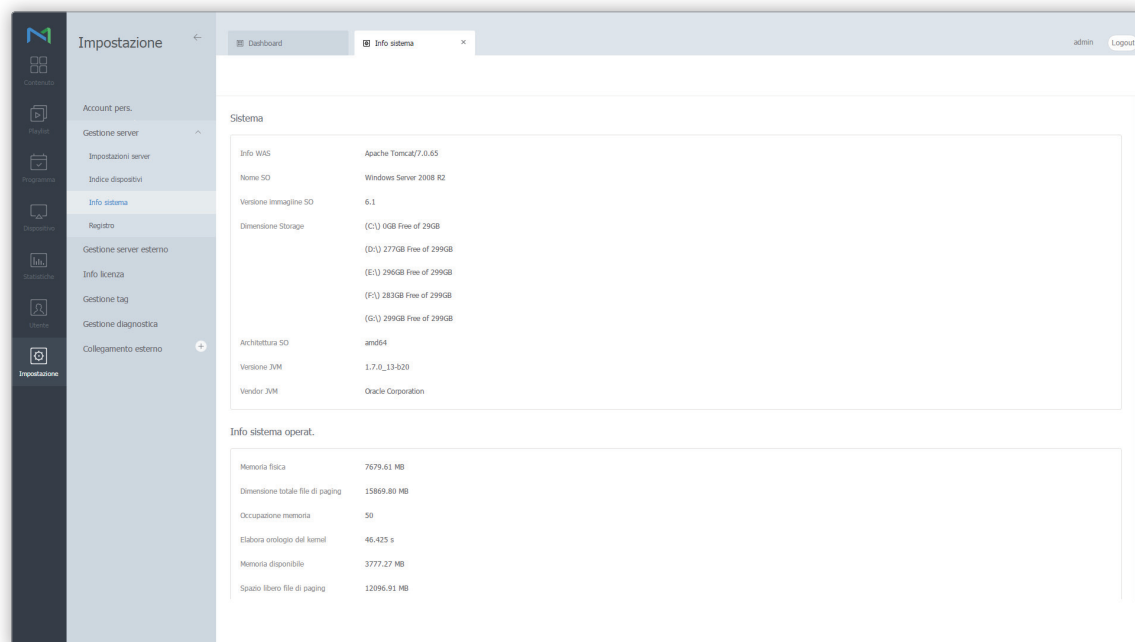 Impostazione
Dashboard
Info sistema
admin
Logout
Contenuto
Playlist
Programma
Dispositivo
Statistiche
Utente
Impostazione
Account pers.
Gestione server
Impostazioni server
Indice dispositivi
Info sistema
Registro
Gestione server esterno
Info licenza
Gestione tag
Gestione diagnostica
Collegamento esterno
Sistema
Info WAS Apache Tomcat/7.0.65
Nome SO Windows Server 2008 R2
Versione immagiine SO 6.1
Dimensione Storage (C:\) 0GB Free of 29GB
(D:\) 277GB Free of 299GB
(E:\) 296GB Free of 299GB
(F:\) 283GB Free of 299GB
(G:\) 299GB Free of 299GB
Architettura SO amd64
Versione JVM 1.7.0_13-b20
Vendor JVM Oracle Corporation
Info sistema operat.
Memoria fisica 7679.61 MB
Dimensione totale file di paging 15869.80 MB
Occupazione memoria 50
Elabora orologio del kernel 46.425 s
Memoria disponibile 3777.27 MB
Spazio libero file di paging 12096.91 MB